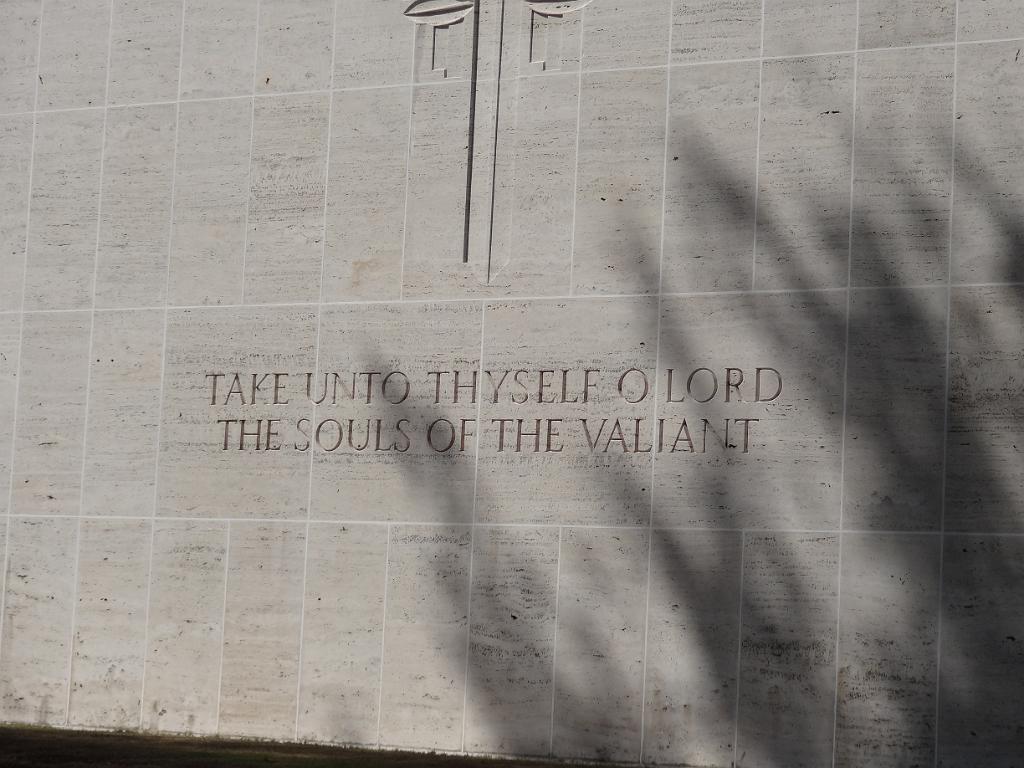 TAKE UNTO THYSELF O LORD
THE SOULS OF THE VALIANT